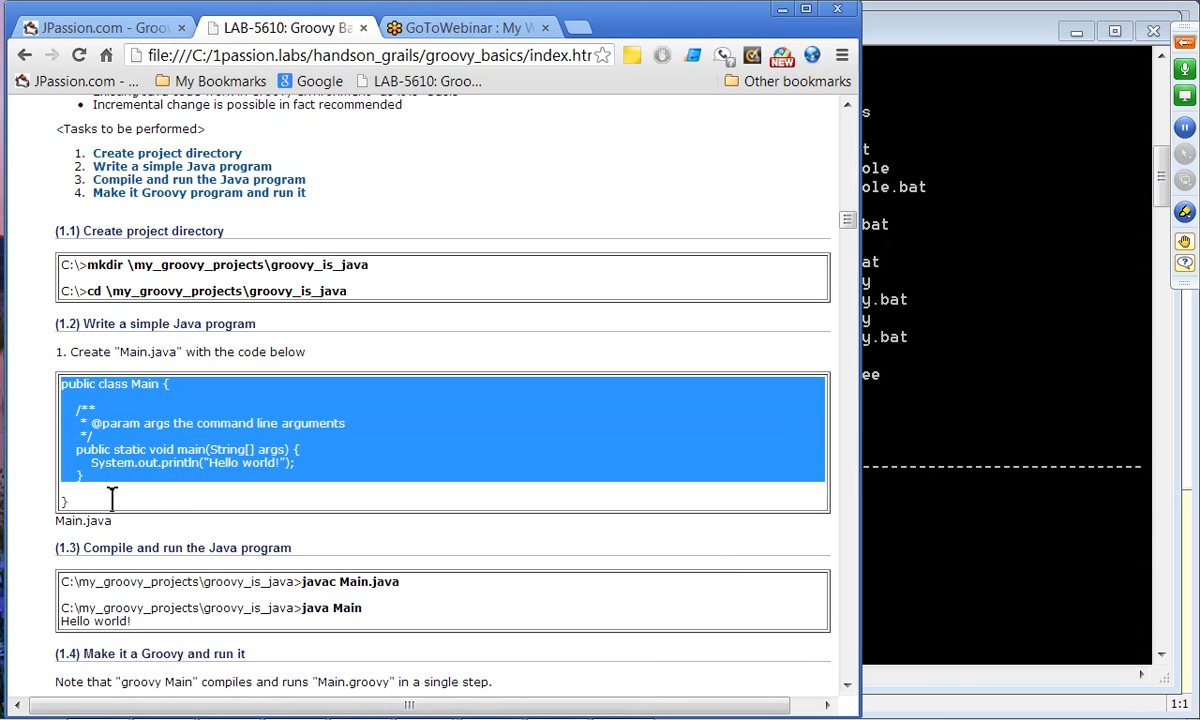 JPassion.com - Groov
LAB-5610: Groovy Ba
GoToWebinar : My W
file:///C:/1passion.labs/handson_grails/groovy_basics/index.htr
NEW
JPassion.com - ...
My Bookmarks
Google
LAB-5610: Groo...
Other bookmarks
Incremental change is possible in fact recommended
<Tasks to be performed>
1. Create project directory
2. Write a simple Java program
3. Compile and run the Java program
4. Make it Groovy program and run it
(1.1) Create project directory
C:\>mkdir \my_groovy_projects\groovy_is_java
C:\>cd \my_groovy_projects\groovy_is_java
(1.2) Write a simple Java program
1. Create "Main.java" with the code below
public class Main {
/**
* @param args the command line arguments
*/
public static void main(String[] args) {
System.out.println("Hello world!");
}
}
Main.java
(1.3) Compile and run the Java program
C:\my_groovy_projects\groovy_is_java>javac Main.java
C:\my_groovy_projects\groovy_is_java>java Main
Hello world!
(1.4) Make it a Groovy and run it
Note that "groovy Main" compiles and runs "Main.groovy" in a single step.
s
t
ole
ole.bat
at
at
y
y.bat
y
y.bat
ee
1:1